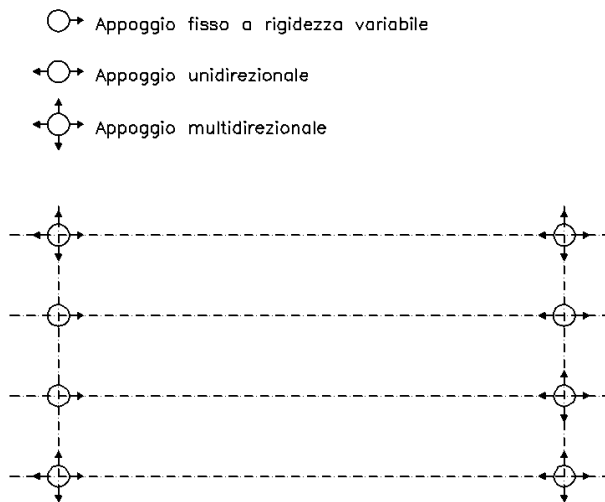 Appoggio fisso a rigidezza variabile
Appoggio unidirezionale
Appoggio multidirezionale